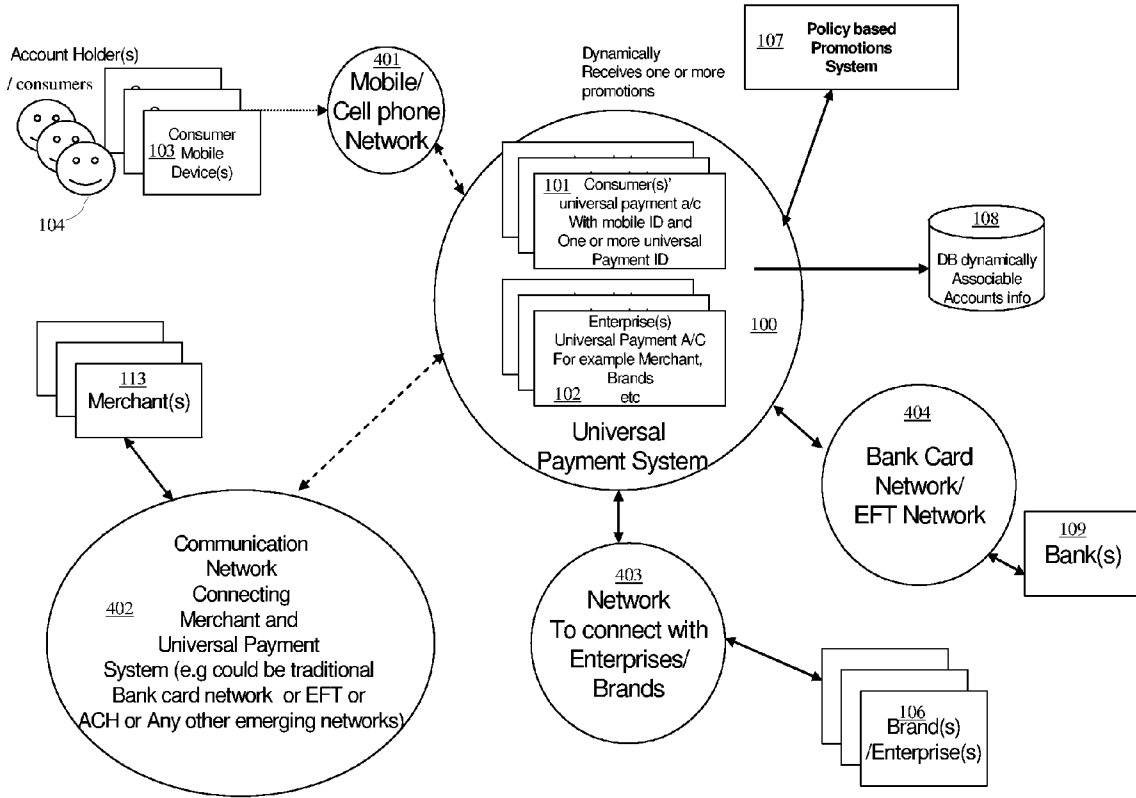 Account Holder(s)
/ consumers
103
Consumer
Mobile
Device(s)
104
401
Mobile/
Cell phone
Network
Dynamically
Receives one or more
promotions
107
Policy based
Promotions
System
101
Consumer(s)'
universal payment a/c
With mobile ID and
One or more universal
Payment ID
Enterprise(s)
Universal Payment A/C
For example Merchant,
Brands
etc
102
100
Universal
Payment System
108
DB dynamically
Associable
Accounts info
113
Merchant(s)
402
Communication
Network
Connecting
Merchant and
Universal Payment
System (e.g could be traditional
Bank card network or EFT or
ACH or Any other emerging networks)
403
Network
To connect with
Enterprises/
Brands
404
Bank Card
Network/
EFT Network
109
Bank(s)
106
Brand(s)
/Enterprise(s)